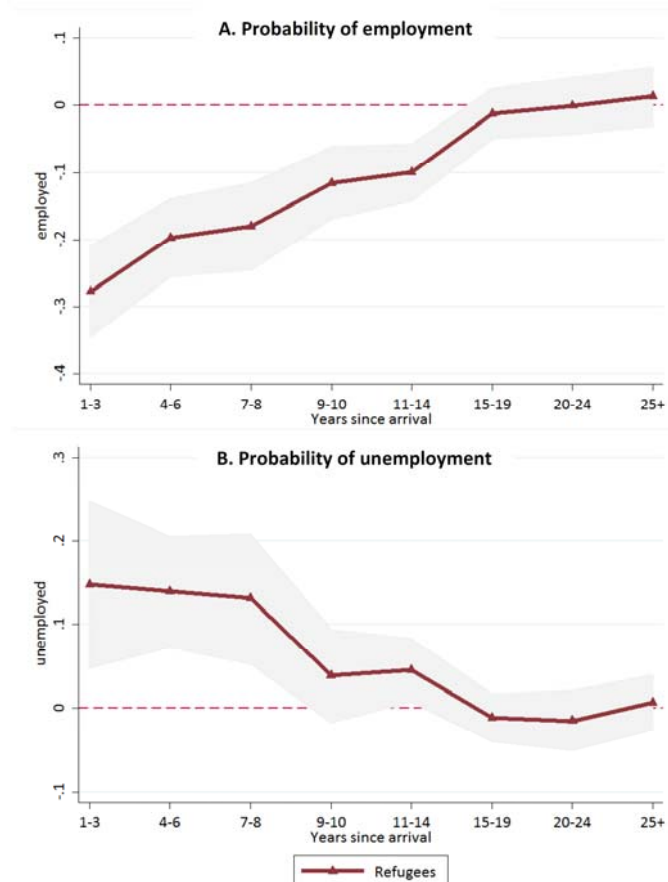 A. Probability of employment
.1
0
-.1
-.2
-.3
-.4
employed
1-3 4-6 7-8 9-10 11-14 15-19 20-24 25+
Years since arrival
B. Probability of unemployment
.3
.2
.1
0
-.1
unemployed
1-3 4-6 7-8 9-10 11-14 15-19 20-24 25+
Years since arrival
Refugees